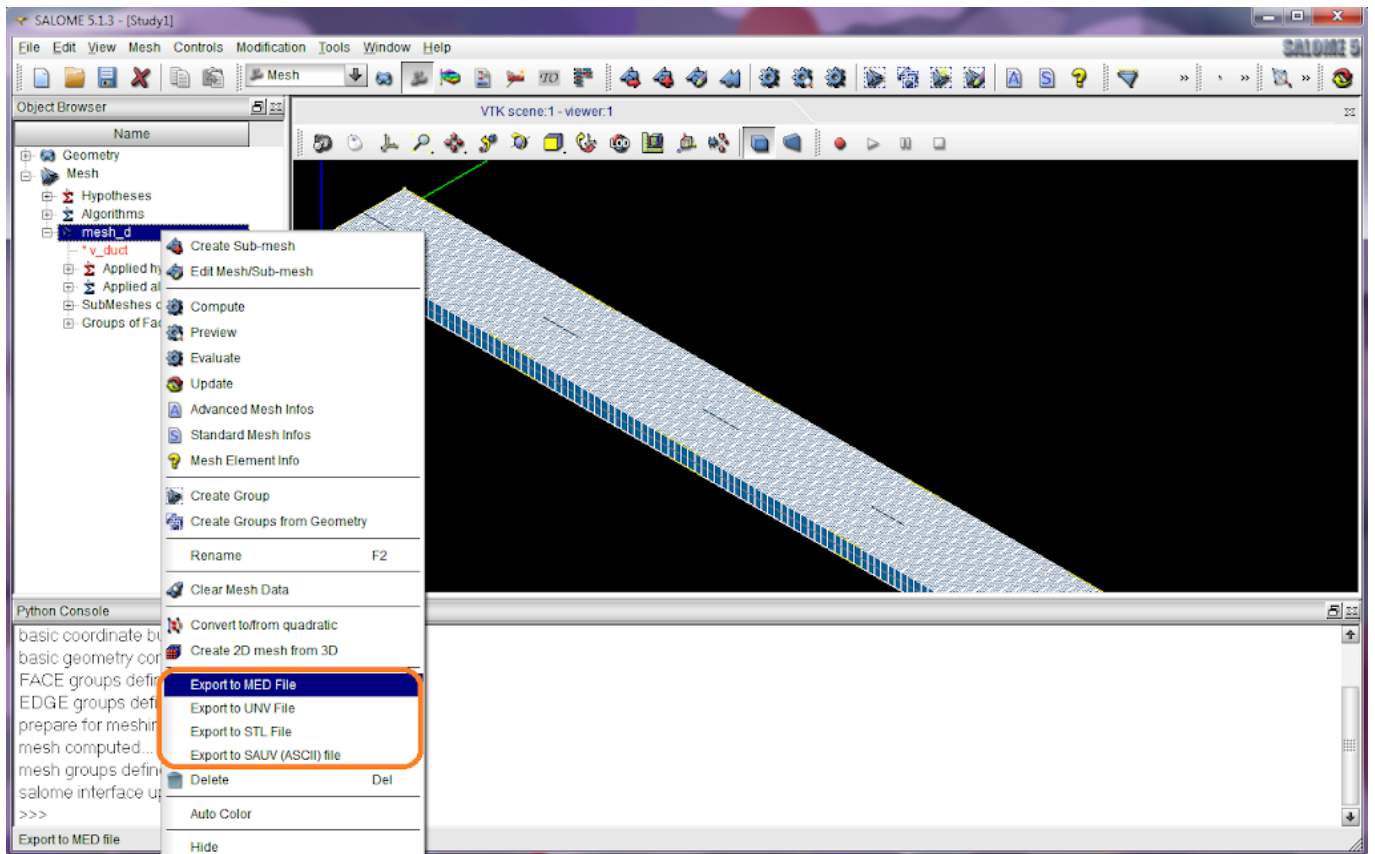 SALOME 5.1.3 - [Study1]
File Edit View Mesh Controls Modification Tools Window Help
SALOME 5
Mesh
Object Browser
VTK scene:1 - viewer:1
Name
Geometry
Mesh
Hypotheses
Algorithms
mesh_d
* v_duct
Applied hy
Applied al
SubMeshes o
Groups of Fac
Create Sub-mesh
Edit Mesh/Sub-mesh
Compute
Preview
Evaluate
Update
Advanced Mesh Infos
Standard Mesh Infos
Mesh Element Info
Create Group
Create Groups from Geometry
Rename F2
Clear Mesh Data
Convert to/from quadratic
Create 2D mesh from 3D
Export to MED File
Export to UNV File
Export to STL File
Export to SAUV (ASCII) file
Delete Del
Auto Color
Hide
Python Console
basic coordinate bu
basic geometry con
FACE groups defin
EDGE groups defi
prepare for meshin
mesh computed...
mesh groups define
salome interface up
>>>
Export to MED file